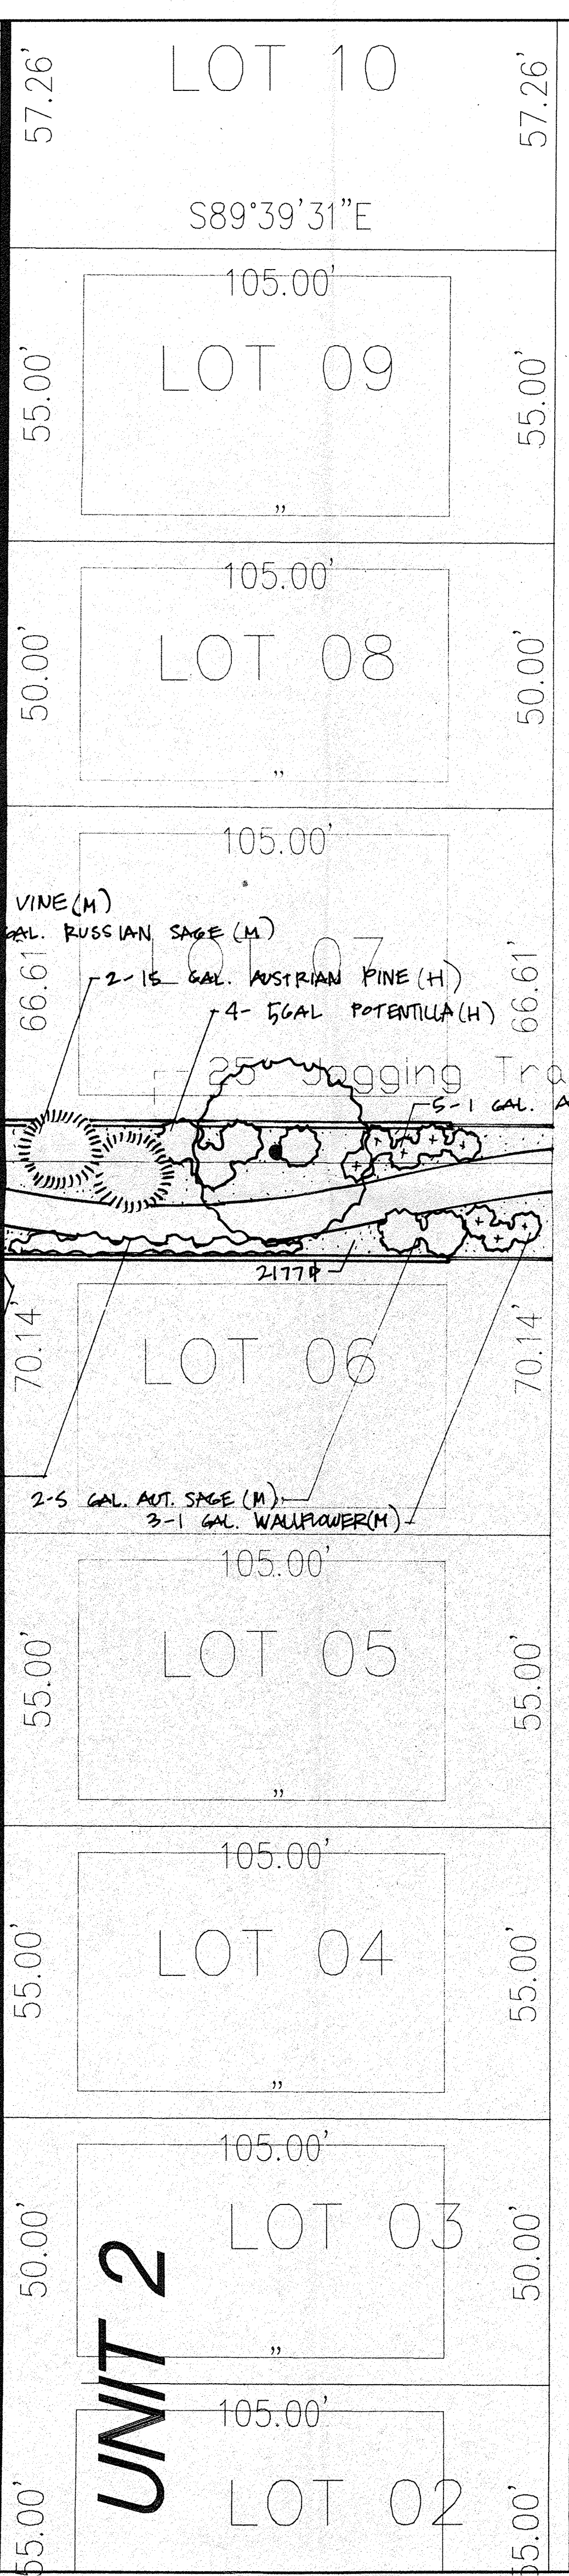 57.26'
LOT 10
57.26'
S89°39'31"E
105.00'
55.00'
LOT 09
55.00'
"
105.00'
50.00'
LOT 08
50.00'
"
105.00'
VINE (M)
GAL. RUSSIAN SAGE (M)
66.61'
LOT 07
66.61'
2-15 GAL. AUSTRIAN PINE (H)
4- 5GAL POTENTILLA (H)
25' Jogging Tra
5-1 GAL. A
2177
70.14'
LOT 06
70.14'
2-5 GAL. AUT. SAGE (M)
3-1 GAL. WALLFLOWER (M)
105.00'
55.00'
LOT 05
55.00'
"
105.00'
55.00'
LOT 04
55.00'
"
105.00'
50.00'
LOT 03
50.00'
"
UNIT 2
105.00'
55.00'
LOT 02
55.00'